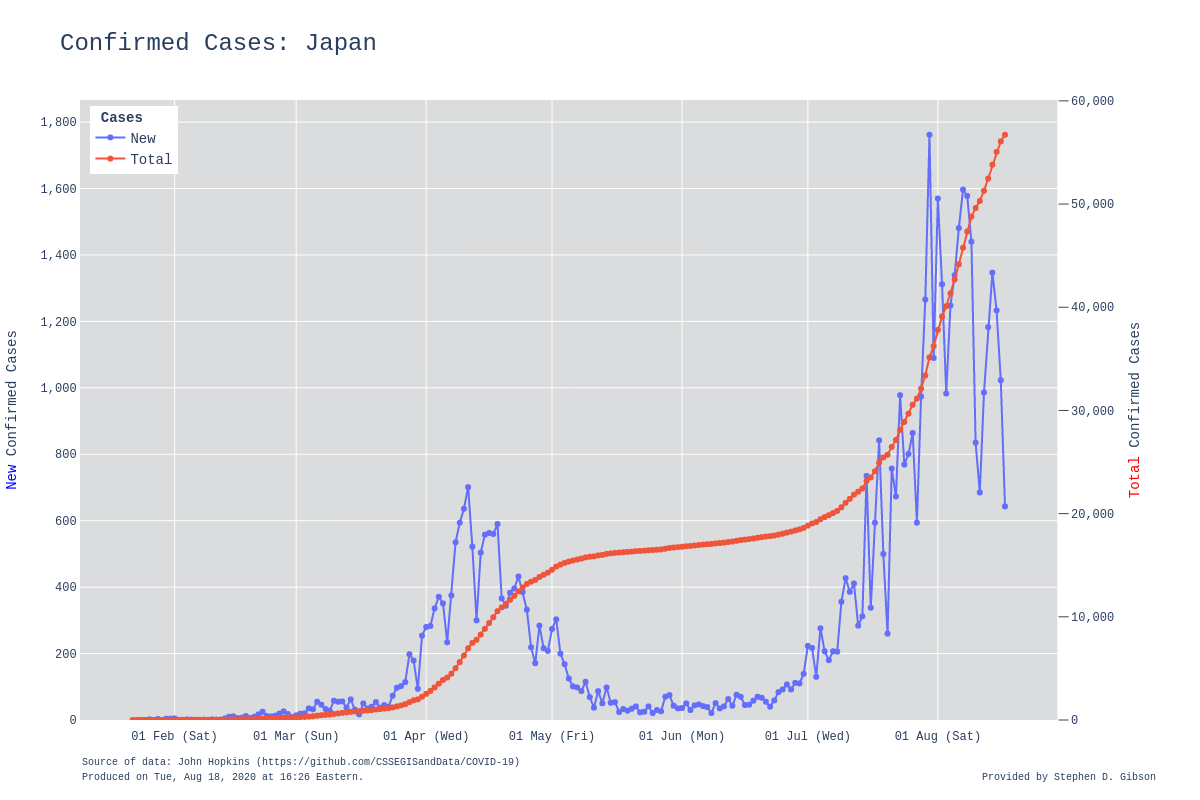 Confirmed Cases: Japan
Cases
New
Total
1,800
1,600
1,400
1,200
1,000
800
600
400
200
0
60,000
50,000
40,000
30,000
20,000
10,000
0
New Confirmed Cases
Total Confirmed Cases
01 Feb (Sat)
01 Mar (Sun)
01 Apr (Wed)
01 May (Fri)
01 Jun (Mon)
01 Jul (Wed)
01 Aug (Sat)
Source of data: John Hopkins (https://github.com/CSSEGISandData/COVID-19)
Produced on Tue, Aug 18, 2020 at 16:26 Eastern.
Provided by Stephen D. Gibson